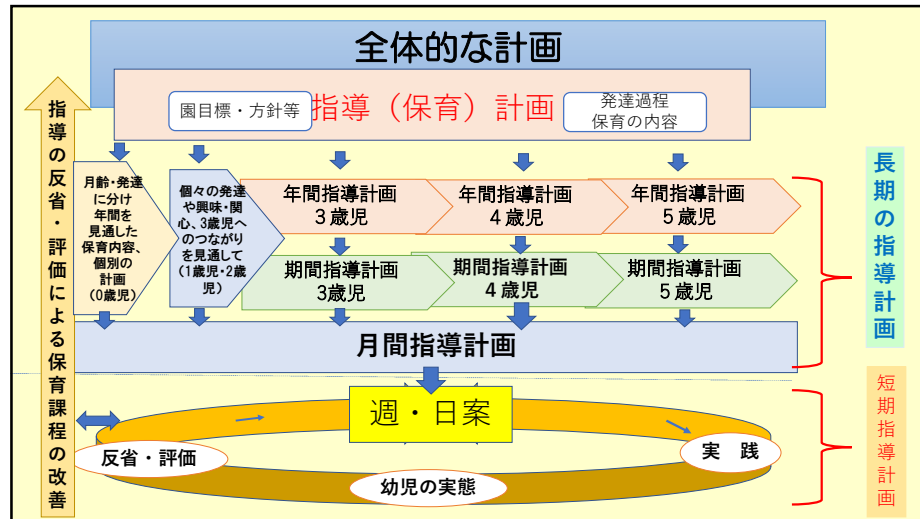 全体的な計画
園目標・方針等
指導（保育）計画
発達過程
保育の内容
指導の反省・評価による保育課程の改善
月齢・発達
に分け
年間を
見通した
保育内容、
個別の
計画
(0歳児)
個々の発達
や興味・関
心、3歳児へ
のつながり
を見通して
(1歳児・2歳
児)
年間指導計画
３歳児
年間指導計画
４歳児
年間指導計画
５歳児
期間指導計画
3歳児
期間指導計画
４歳児
期間指導計画
５歳児
月間指導計画
長期の指導計画
週・日案
反省・評価
実　践
幼児の実態
短期指導計画